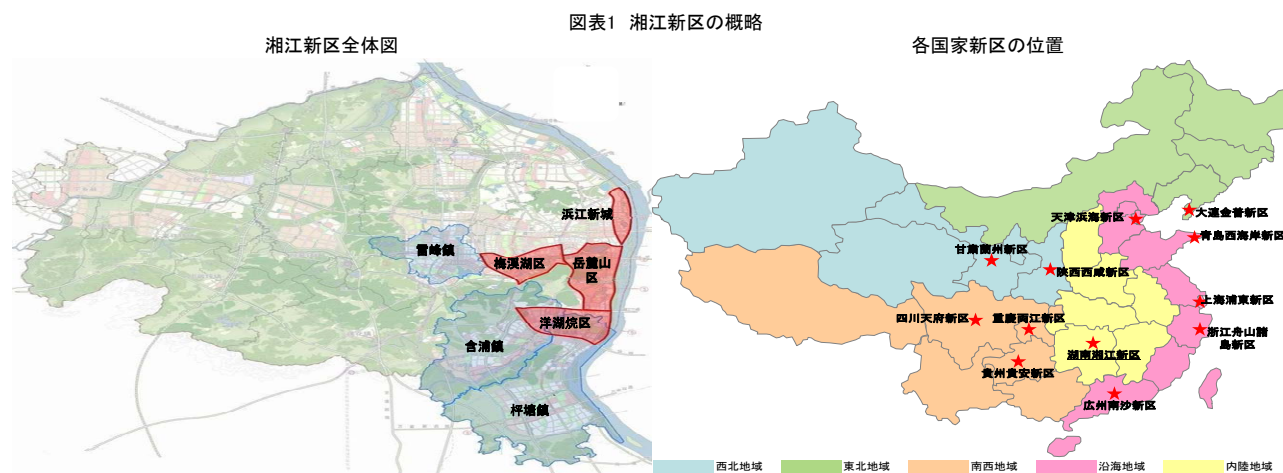 図表1 湘江新区の概略
湘江新区全体図
各国家新区の位置
浜江新城
雷峰鎮
梅溪湖区
岳麓山
区
洋湖烷区
含浦鎮
枰塘鎮
天津浜海新区
大連金普新区
青島西海岸新区
甘粛蘭州新区
陝西西咸新区
上海浦東新区
四川天府新区
重慶両江新区
浙江舟山諸
島新区
湖南湘江新区
貴州貴安新区
広州南沙新区
西北地域
東北地域
南西地域
沿海地域
内陸地域